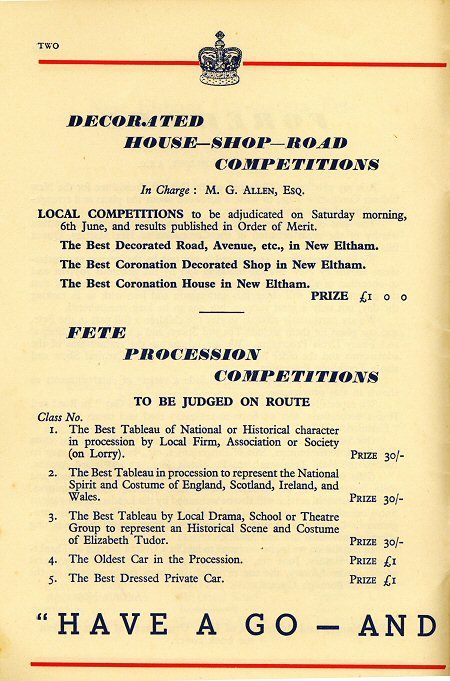 TWO
DECORATED
HOUSE—SHOP—ROAD
COMPETITIONS
In Charge : M. G. ALLEN, ESQ.
LOCAL COMPETITIONS to be adjudicated on Saturday morning,
6th June, and results published in Order of Merit.
The Best Decorated Road, Avenue, etc., in New Eltham.
The Best Coronation Decorated Shop in New Eltham.
The Best Coronation House in New Eltham.
PRIZE £1 0 0
FETE
PROCESSION
COMPETITIONS
TO BE JUDGED ON ROUTE
Class No.
1. The Best Tableau of National or Historical character
in procession by Local Firm, Association or Society
(on Lorry). PRIZE 30/-
2. The Best Tableau in procession to represent the National
Spirit and Costume of England, Scotland, Ireland, and
Wales. PRIZE 30/-
3. The Best Tableau by Local Drama, School or Theatre
Group to represent an Historical Scene and Costume
of Elizabeth Tudor. PRIZE 30/-
4. The Oldest Car in the Procession. PRIZE £1
5. The Best Dressed Private Car. PRIZE £1
"HAVE A GO — AND